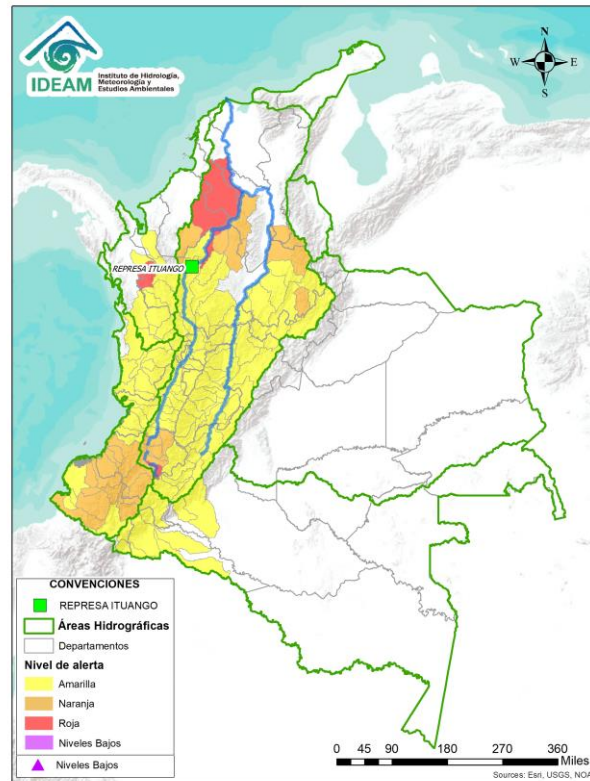 IDEAM
Instituto de Hidrología,
Meteorología y
Estudios Ambientales
N
W
E
S
REPRESA ITUANGO
CONVENCIONES
REPRESA ITUANGO
Áreas Hidrográficas
Departamentos
Nivel de alerta
Amarilla
Naranja
Roja
Niveles Bajos
Niveles Bajos
0 45 90 180 270 360
Miles
Sources: Esri, USGS, NOA